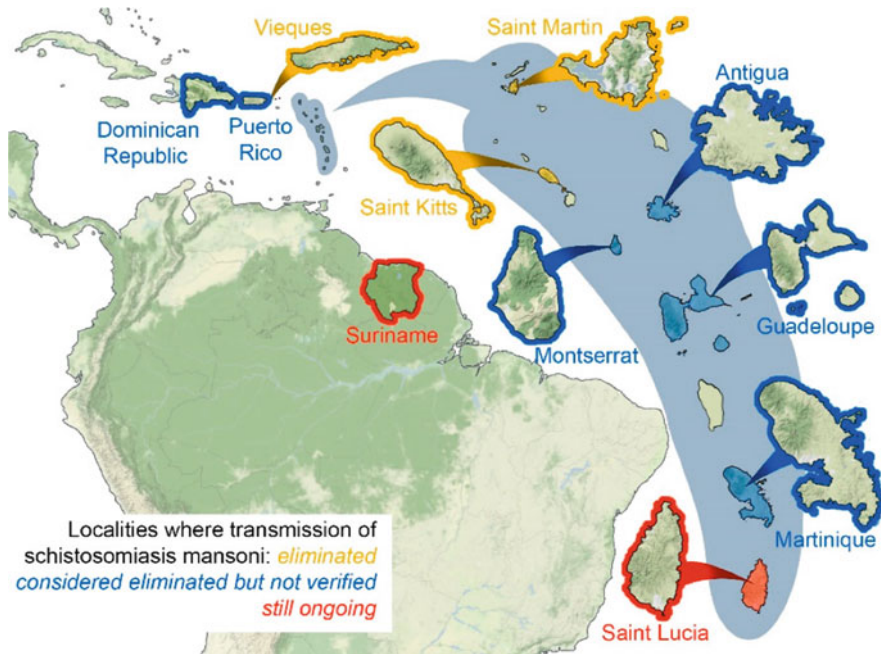 Vieques
Saint Martin
Antigua
Dominican
Republic
Puerto
Rico
Saint Kitts
Suriname
Montserrat
Guadeloupe
Martinique
Saint Lucia
Localities where transmission of
schistosomiasis mansoni: eliminated
considered eliminated but not verified
still ongoing